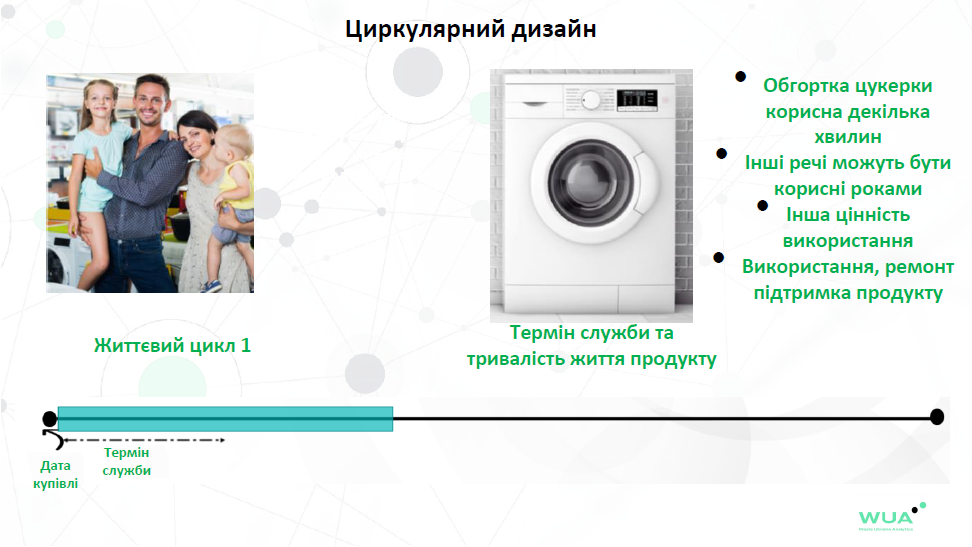 Циркулярний дизайн
Обгортка цукерки
корисна декілька
хвилин
Інші речі можуть бути
корисні роками
Інша цінність
використання
Використання, ремонт
підтримка продукту
Життєвий цикл 1
Термін служби та
тривалість життя продукту
Термін
служби
Дата
купівлі
WUA